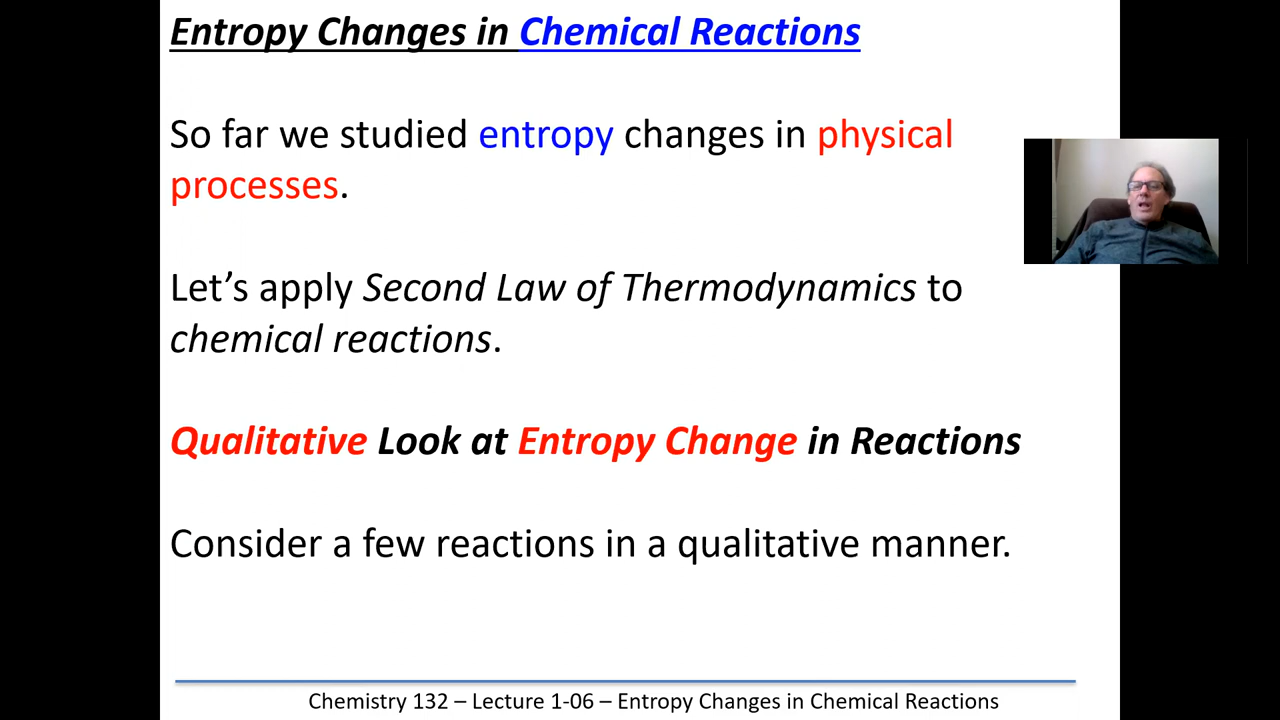 Entropy Changes in Chemical Reactions
So far we studied entropy changes in physical
processes.
Let’s apply Second Law of Thermodynamics to
chemical reactions.
Qualitative Look at Entropy Change in Reactions
Consider a few reactions in a qualitative manner.
Chemistry 132 – Lecture 1-06 – Entropy Changes in Chemical Reactions